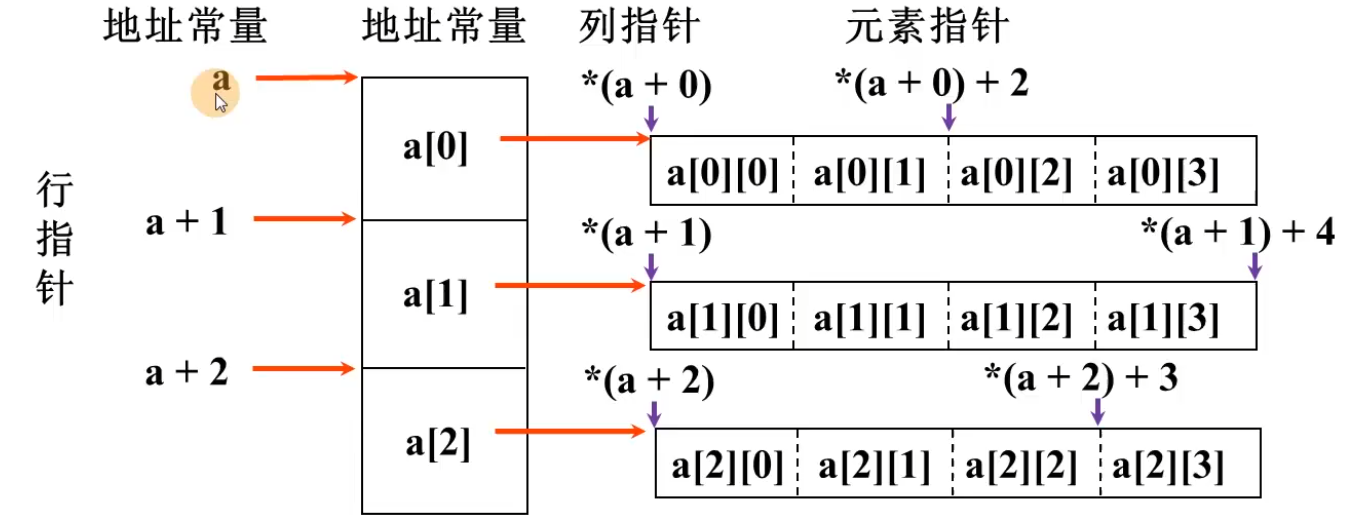 地址常量 地址常量 列指针 元素指针
a *(a + 0) *(a + 0) + 2
a[0] a[0][0] a[0][1] a[0][2] a[0][3]
行指针
a + 1 *(a + 1) *(a + 1) + 4
a[1] a[1][0] a[1][1] a[1][2] a[1][3]
a + 2 *(a + 2) *(a + 2) + 3
a[2] a[2][0] a[2][1] a[2][2] a[2][3]